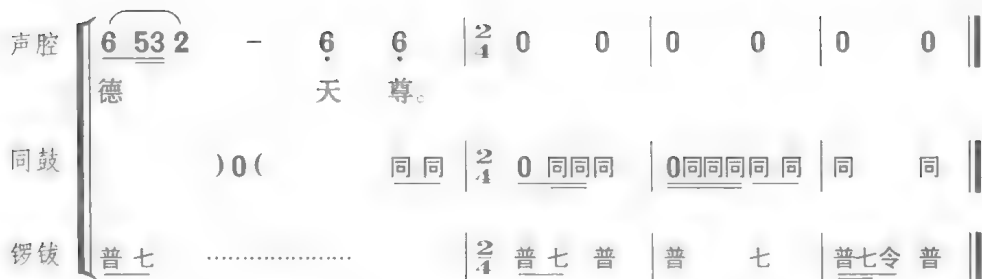 声腔 6 53 2 - 6 6 | 2/4 0 0 | 0 0 | 0 0 ‖
德 天 尊。
同鼓 )0( 同 同 | 2/4 0 同同同 | 0同同同同 同 | 同 同 ‖
锣钹 普 七 ………………… | 2/4 普 七 普 | 普 七 | 普七令 普 ‖